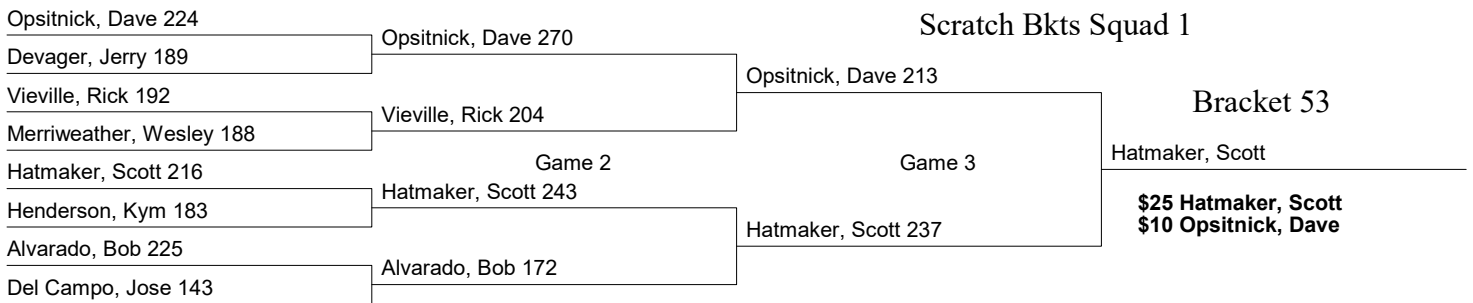 Scratch Bkts Squad 1
Bracket 53
Opsitnick, Dave 224
Devager, Jerry 189
Vieville, Rick 192
Merriweather, Wesley 188
Hatmaker, Scott 216
Henderson, Kym 183
Alvarado, Bob 225
Del Campo, Jose 143
Opsitnick, Dave 270
Vieville, Rick 204
Game 2
Hatmaker, Scott 243
Alvarado, Bob 172
Opsitnick, Dave 213
Game 3
Hatmaker, Scott 237
Hatmaker, Scott
$25 Hatmaker, Scott
$10 Opsitnick, Dave